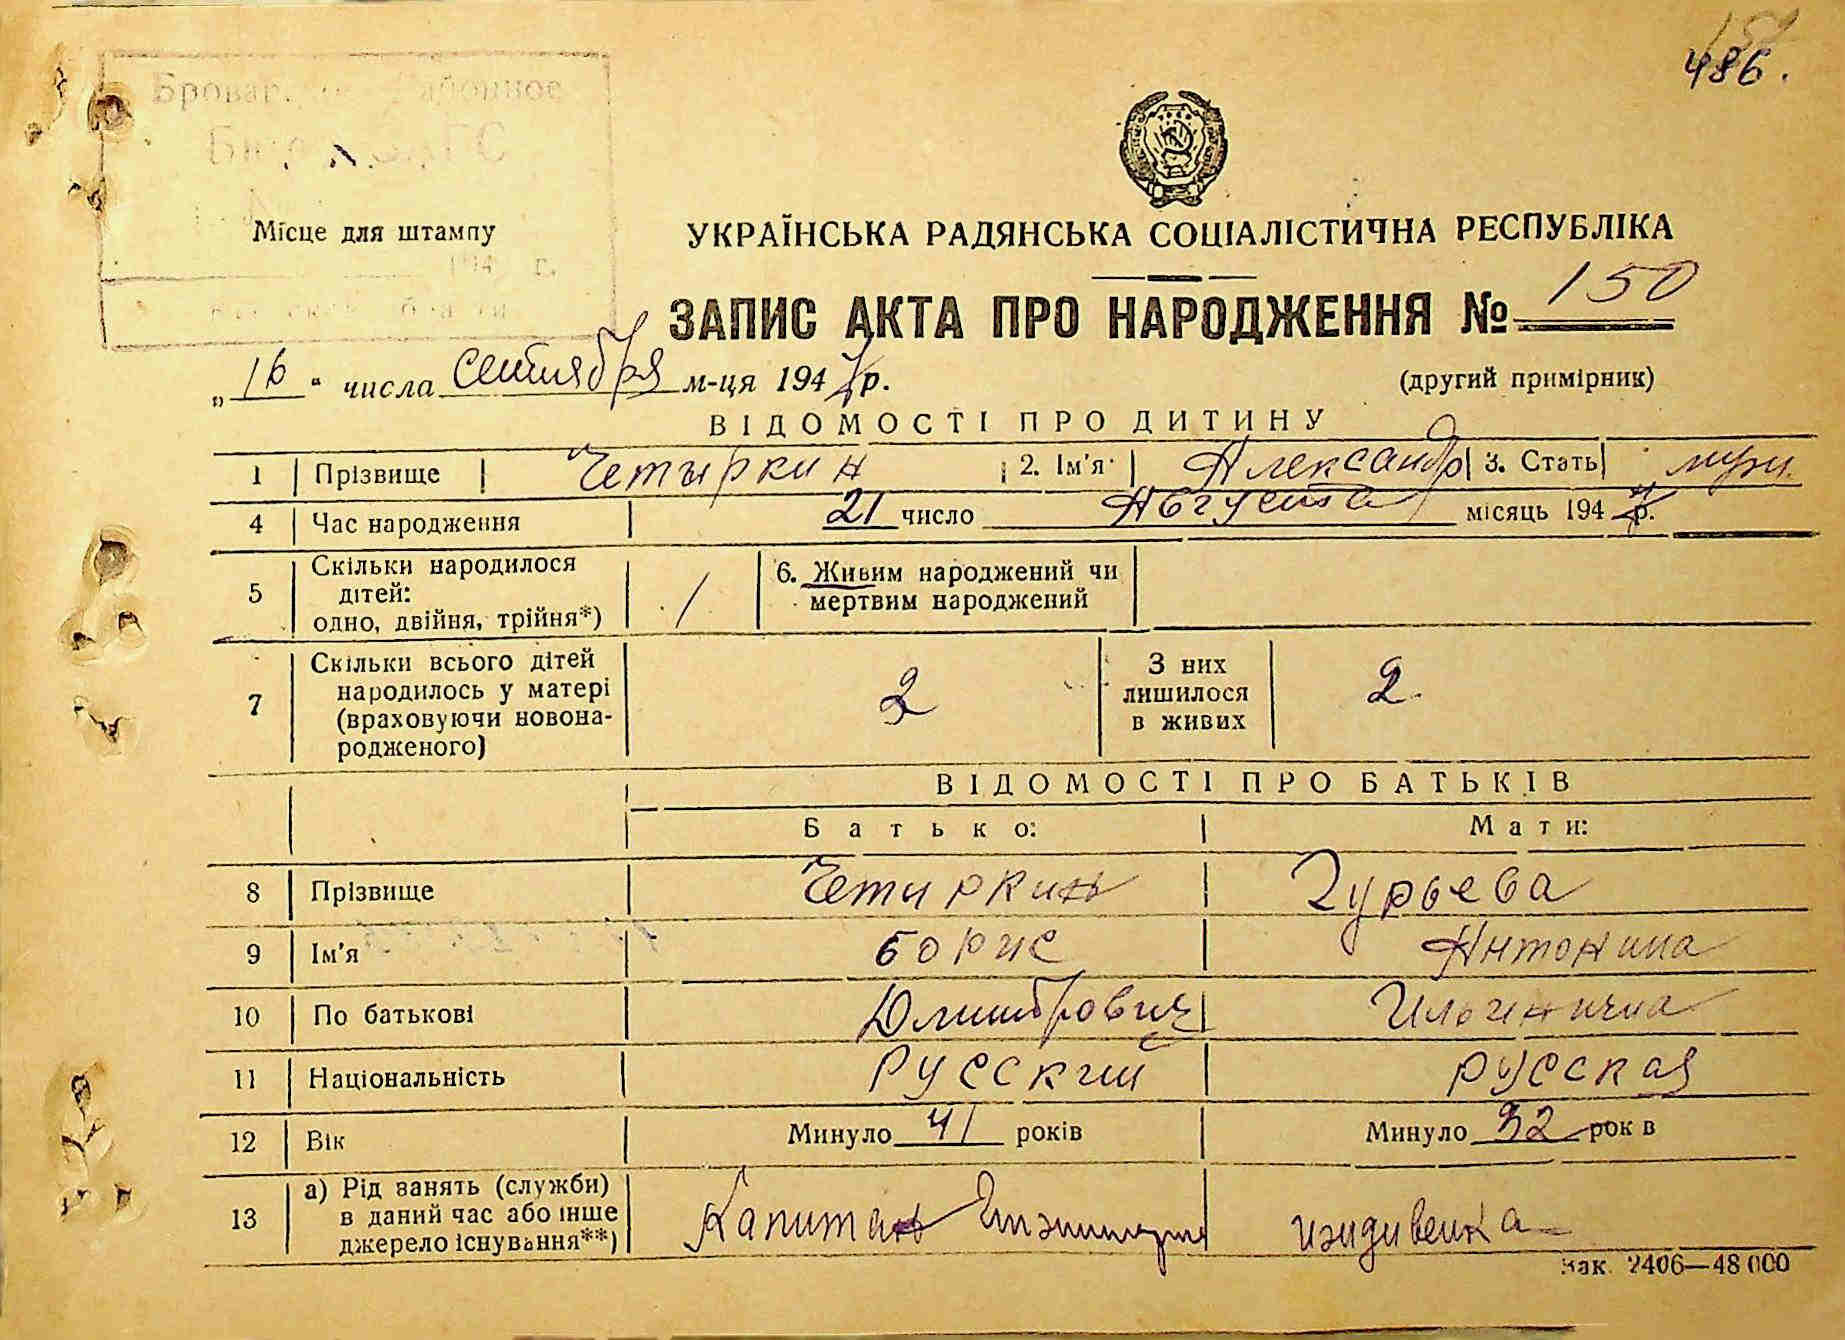 486.
Місце для штампу
УКРАЇНСЬКА РАДЯНСЬКА СОЦІАЛІСТИЧНА РЕСПУБЛІКА
ЗАПИС АКТА ПРО НАРОДЖЕННЯ № 150
„16“ числа сентября м-ця 194 р.
(другий примірник)
ВІДОМОСТІ ПРО ДИТИНУ
1 Прізвище Четыркин 2. Ім'я Александр 3. Стать муж.
4 Час народження 21 число Августа місяць 194 р.
5 Скільки народилося
дітей:
одно, двійня, трійня*)
1
6. Живим народжений чи
мертвим народжений
7 Скільки всього дітей
народилось у матері
(враховуючи новона-
родженого)
2
З них
лишилося
в живих
2
ВІДОМОСТІ ПРО БАТЬКІВ
Батько: Мати:
8 Прізвище Четиркин Гурьева
9 Ім'я Борис Антонина
10 По батькові Дмитрович Ильинична
11 Національність Русский русская
12 Вік Минуло 41 років Минуло 32 рок в
13 а) Рід занять (служби)
в даний час або інше
джерело існування**)
Капитан иждивенка
Зак. 2406—48 000